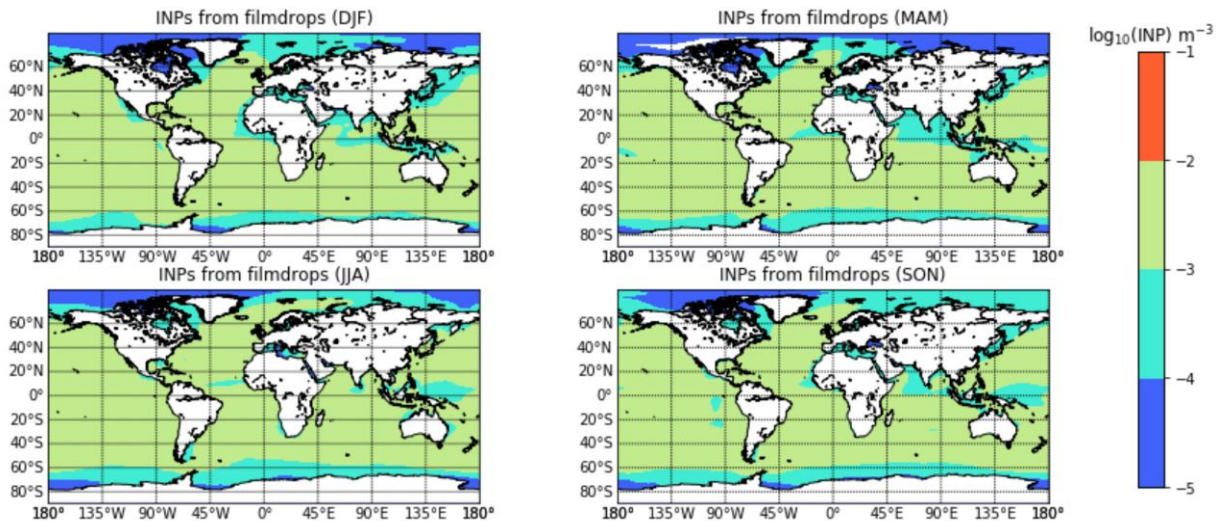 INPs from filmdrops (DJF)
60°N
40°N
20°N
0°
20°S
40°S
60°S
80°S
180° 135°W 90°W 45°W 0° 45°E 90°E 135°E 180°
INPs from filmdrops (MAM)
60°N
40°N
20°N
0°
20°S
40°S
60°S
80°S
180° 135°W 90°W 45°W 0° 45°E 90°E 135°E 180°
INPs from filmdrops (JJA)
60°N
40°N
20°N
0°
20°S
40°S
60°S
80°S
180° 135°W 90°W 45°W 0° 45°E 90°E 135°E 180°
INPs from filmdrops (SON)
60°N
40°N
20°N
0°
20°S
40°S
60°S
80°S
180° 135°W 90°W 45°W 0° 45°E 90°E 135°E 180°
log₁₀(INP) m⁻³
−1
−2
−3
−4
−5